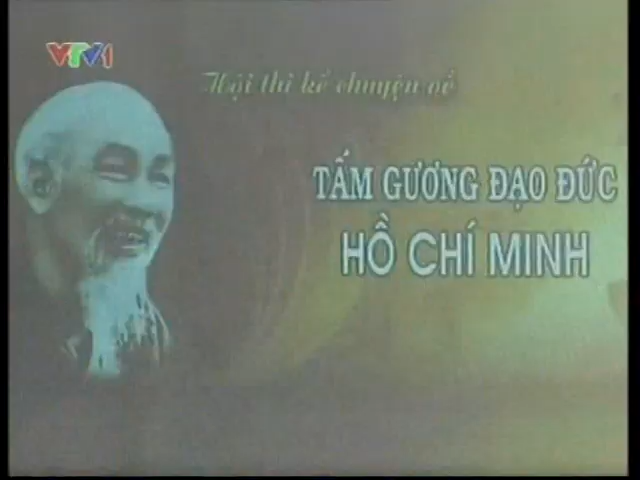 VTV1
Hội thi kể chuyện về
TẤM GƯƠNG ĐẠO ĐỨC
HỒ CHÍ MINH